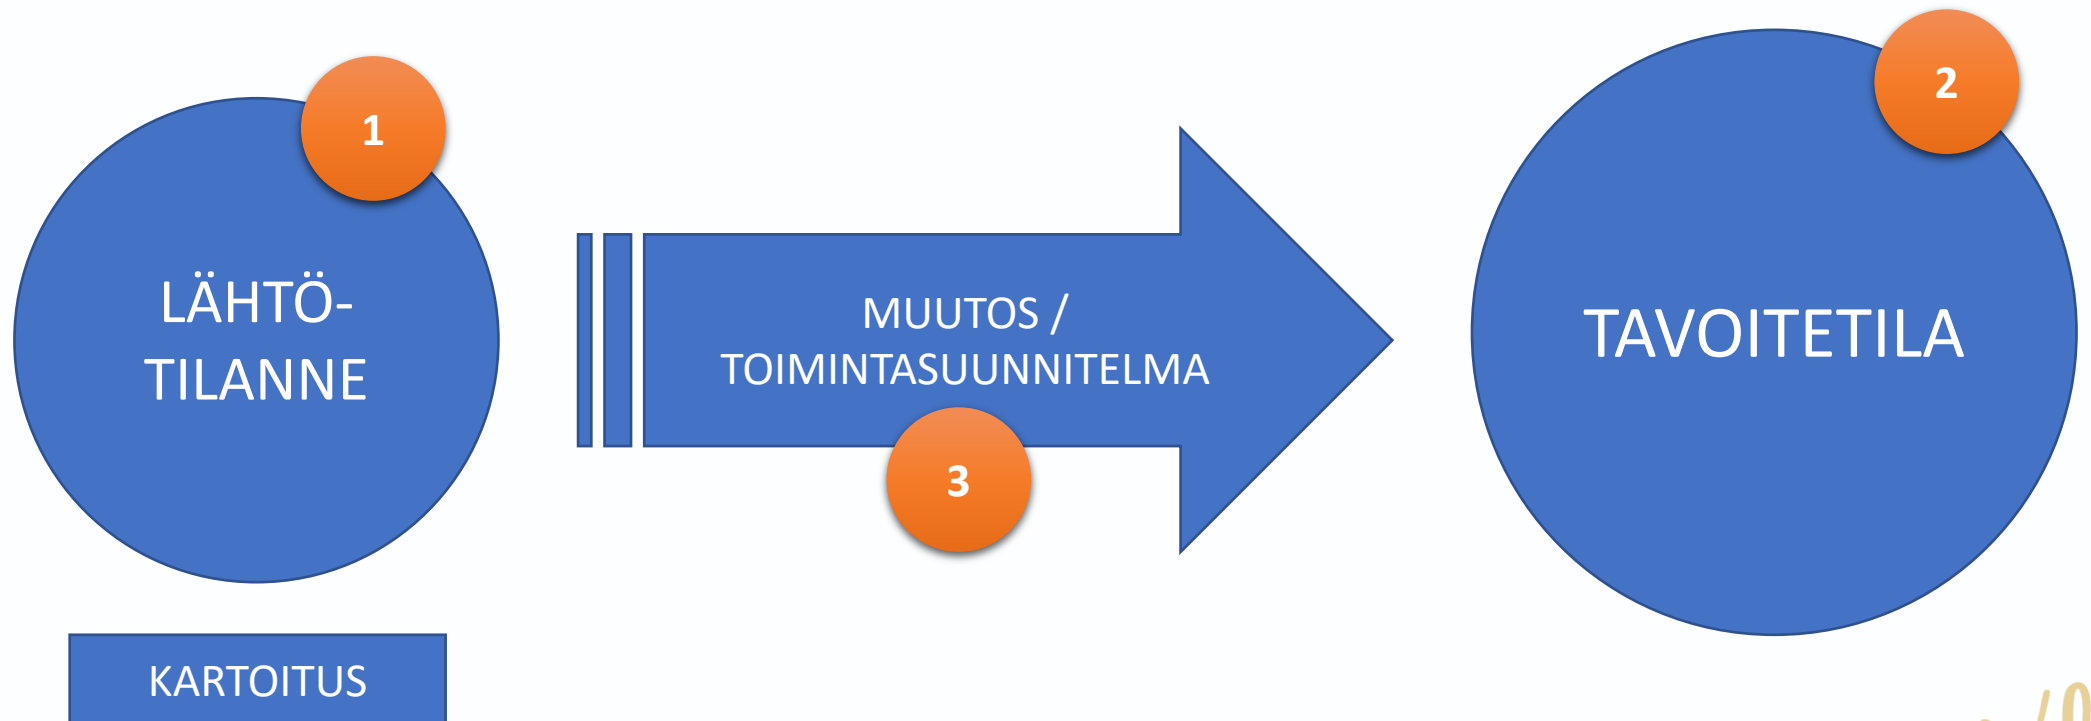 1
LÄHTÖ-
TILANNE
KARTOITUS
MUUTOS /
TOIMINTASUUNNITELMA
3
2
TAVOITETILA